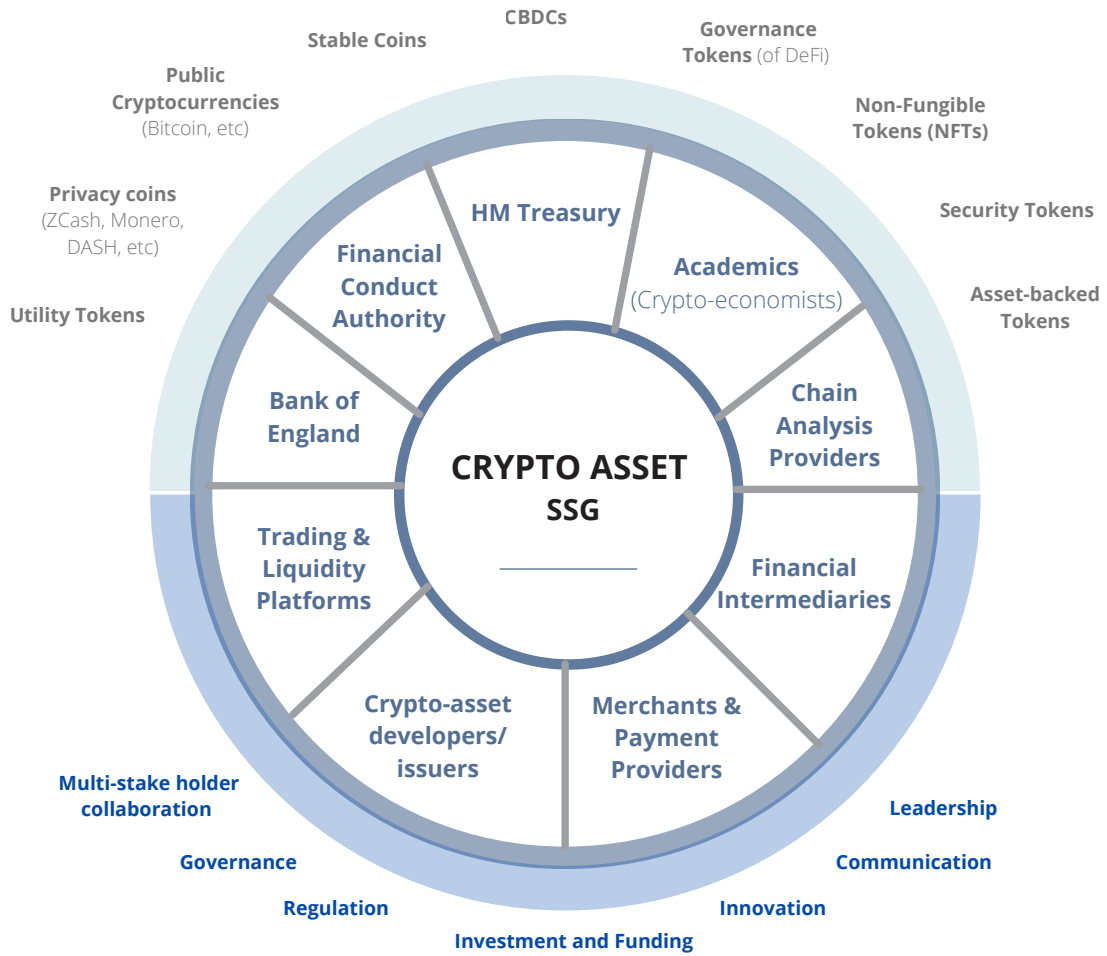 CBDCs
Stable Coins
Governance
Tokens (of DeFi)
Public
Cryptocurrencies
(Bitcoin, etc)
Non-Fungible
Tokens (NFTs)
Privacy coins
(ZCash, Monero,
DASH, etc)
Security Tokens
Utility Tokens
Asset-backed
Tokens
HM Treasury
Financial
Conduct
Authority
Academics
(Crypto-economists)
Bank of
England
Chain
Analysis
Providers
CRYPTO ASSET
SSG
Trading &
Liquidity
Platforms
Financial
Intermediaries
Crypto-asset
developers/
issuers
Merchants &
Payment
Providers
Multi-stake holder
collaboration
Governance
Regulation
Investment and Funding
Innovation
Communication
Leadership